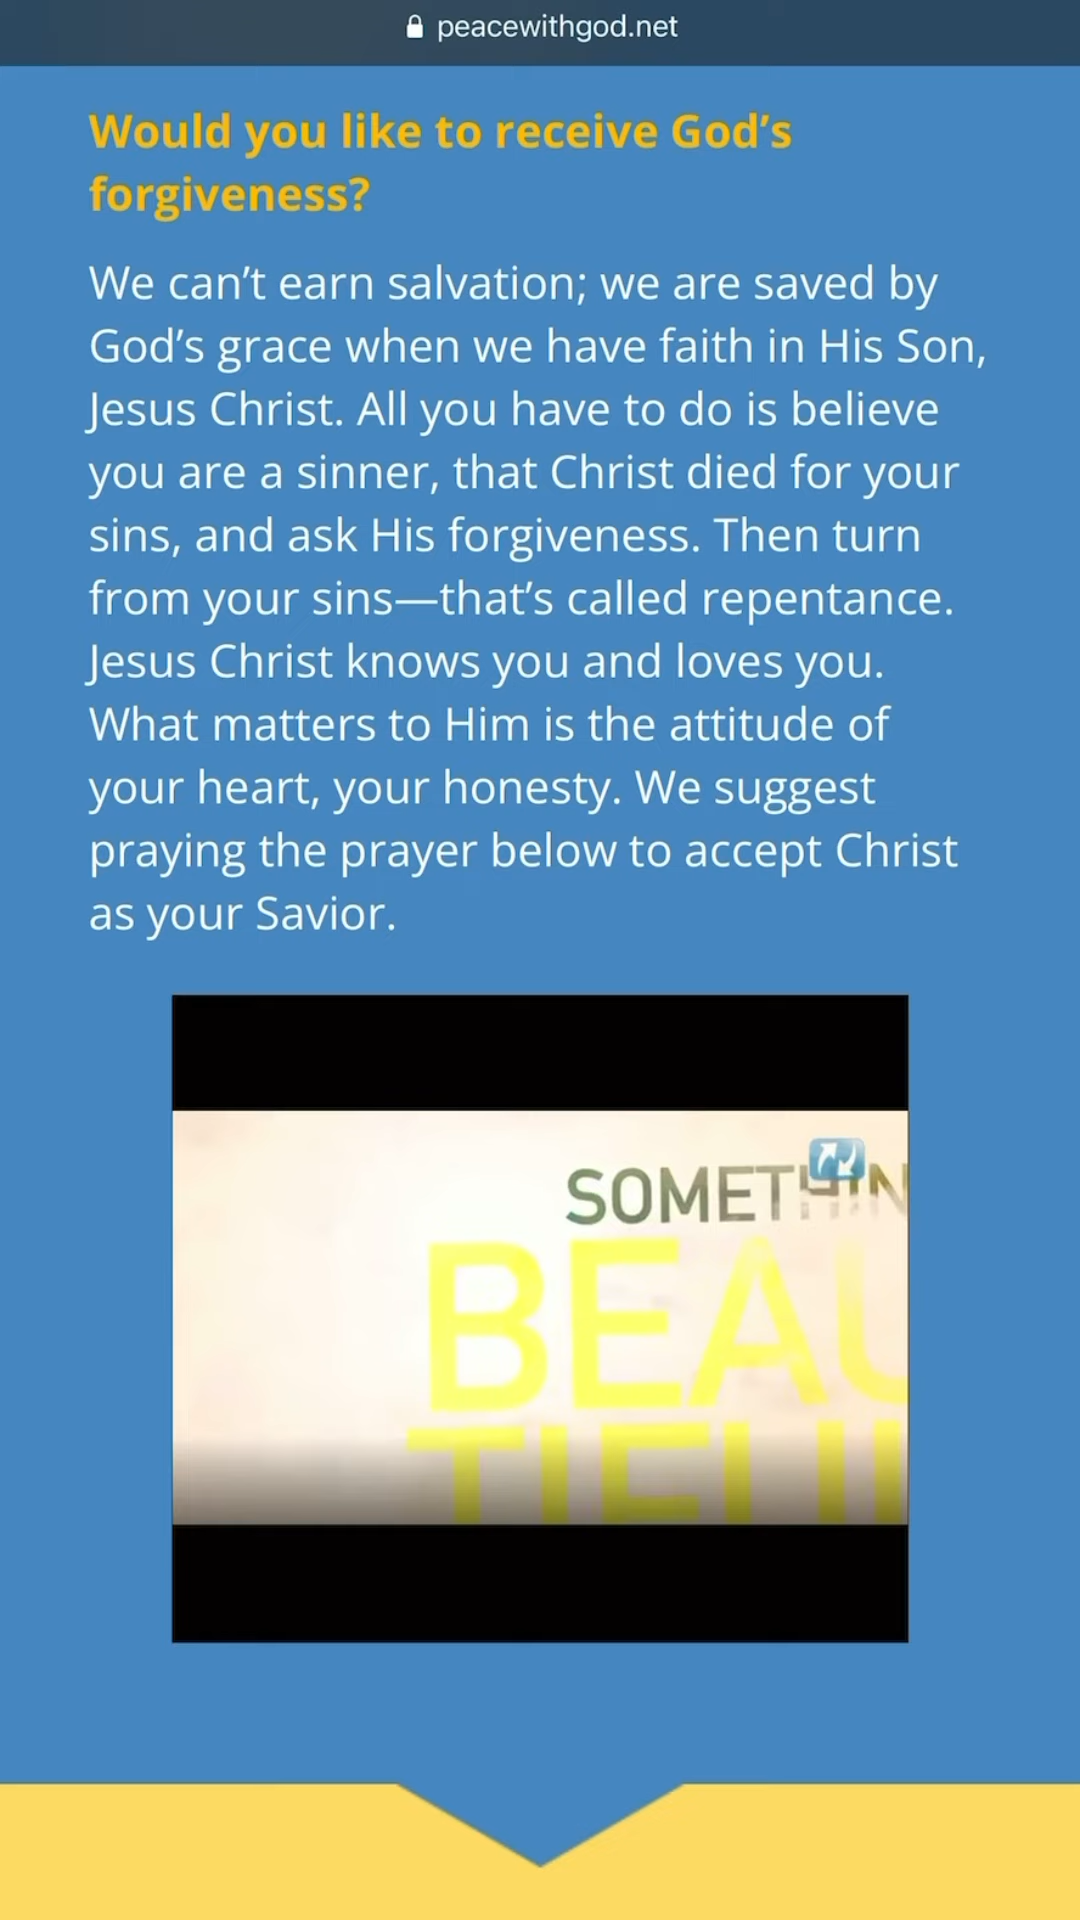 peacewithgod.net
Would you like to receive God’s
forgiveness?
We can’t earn salvation; we are saved by
God’s grace when we have faith in His Son,
Jesus Christ. All you have to do is believe
you are a sinner, that Christ died for your
sins, and ask His forgiveness. Then turn
from your sins—that’s called repentance.
Jesus Christ knows you and loves you.
What matters to Him is the attitude of
your heart, your honesty. We suggest
praying the prayer below to accept Christ
as your Savior.
SOMETHIN
BEAU
TIFU